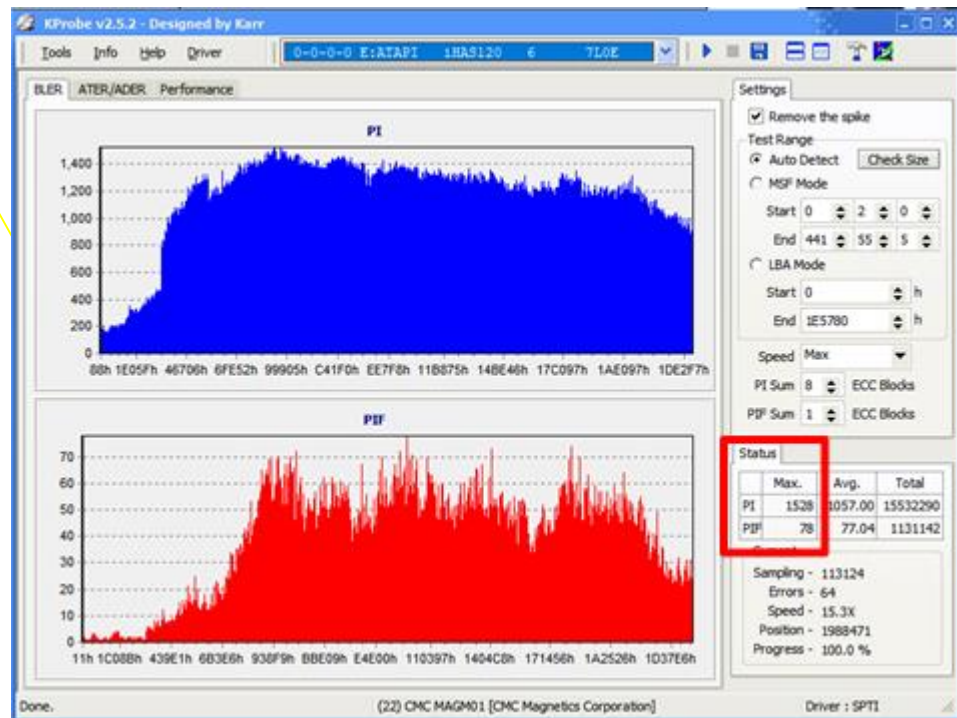 KProbe v2.5.2 - Designed by Karr
Tools Info Help Driver 0-0-0-0 E:ATAPI iHAS120 6 7L0E
BLER ATER/ADER Performance
PI
1,400
1,200
1,000
800
600
400
200
0
88h 1E05Fh 46706h 6FE52h 99905h C41F0h EE7F8h 11B875h 148E46h 17C097h 1AE097h 1DE2F7h
PIF
70
60
50
40
30
20
10
0
11h 1C08Bh 439E1h 6B3E6h 938F9h BBE09h E4E00h 110397h 1404C8h 171456h 1A2526h 1D37E6h
Settings
Remove the spike
Test Range
Auto Detect Check Size
MSF Mode
Start 0 2 0
End 441 55 5
LBA Mode
Start 0 h
End 1E5780 h
Speed Max
PI Sum 8 ECC Blocks
PIF Sum 1 ECC Blocks
Status
Max. Avg. Total
PI 1528 1057.00 15532290
PIF 78 77.04 1131142
Sampling - 113124
Errors - 64
Speed - 15.3X
Position - 1988471
Progress - 100.0 %
Done. (22) CMC MAGM01 [CMC Magnetics Corporation] Driver : SPTI